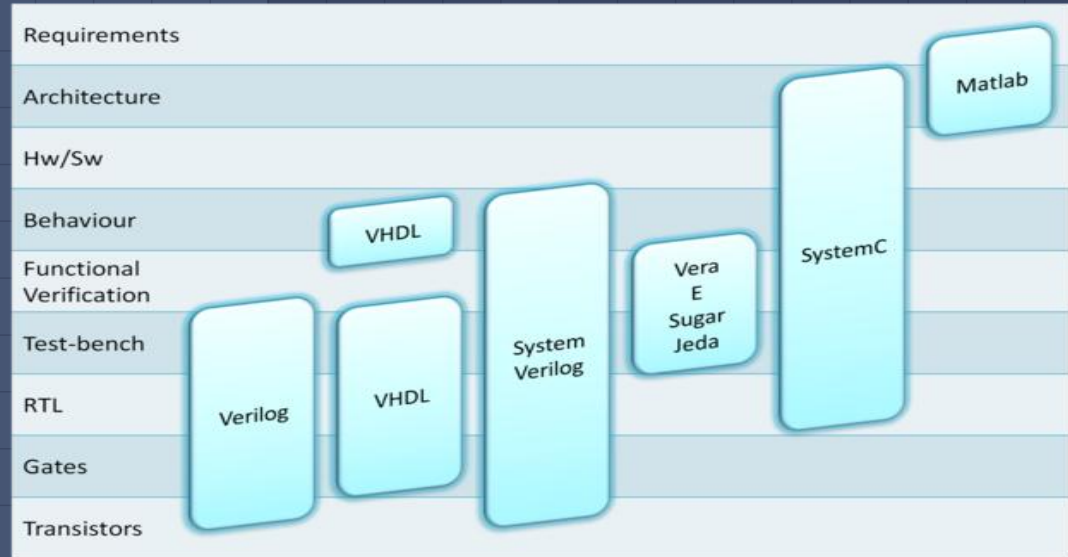 Requirements
Architecture
Hw/Sw
Behaviour
Functional
Verification
Test-bench
RTL
Gates
Transistors
Verilog
VHDL
VHDL
System
Verilog
Vera
E
Sugar
Jeda
SystemC
Matlab